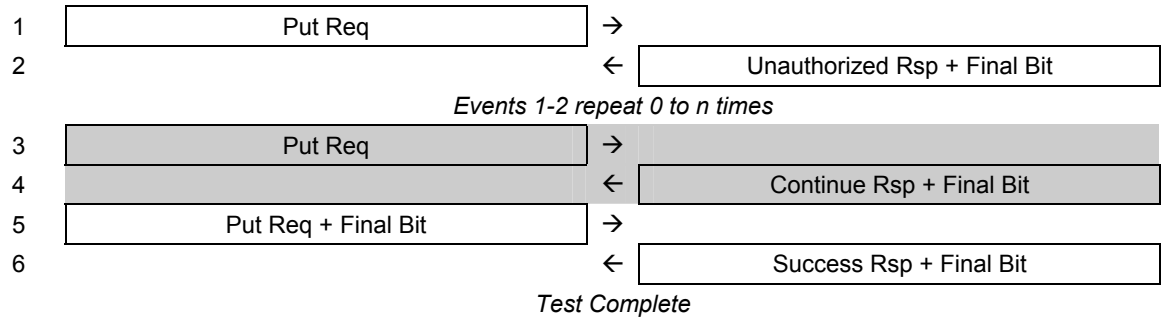 1 Put Req →
2 ← Unauthorized Rsp + Final Bit
Events 1-2 repeat 0 to n times
3 Put Req →
4 ← Continue Rsp + Final Bit
5 Put Req + Final Bit →
6 ← Success Rsp + Final Bit
Test Complete